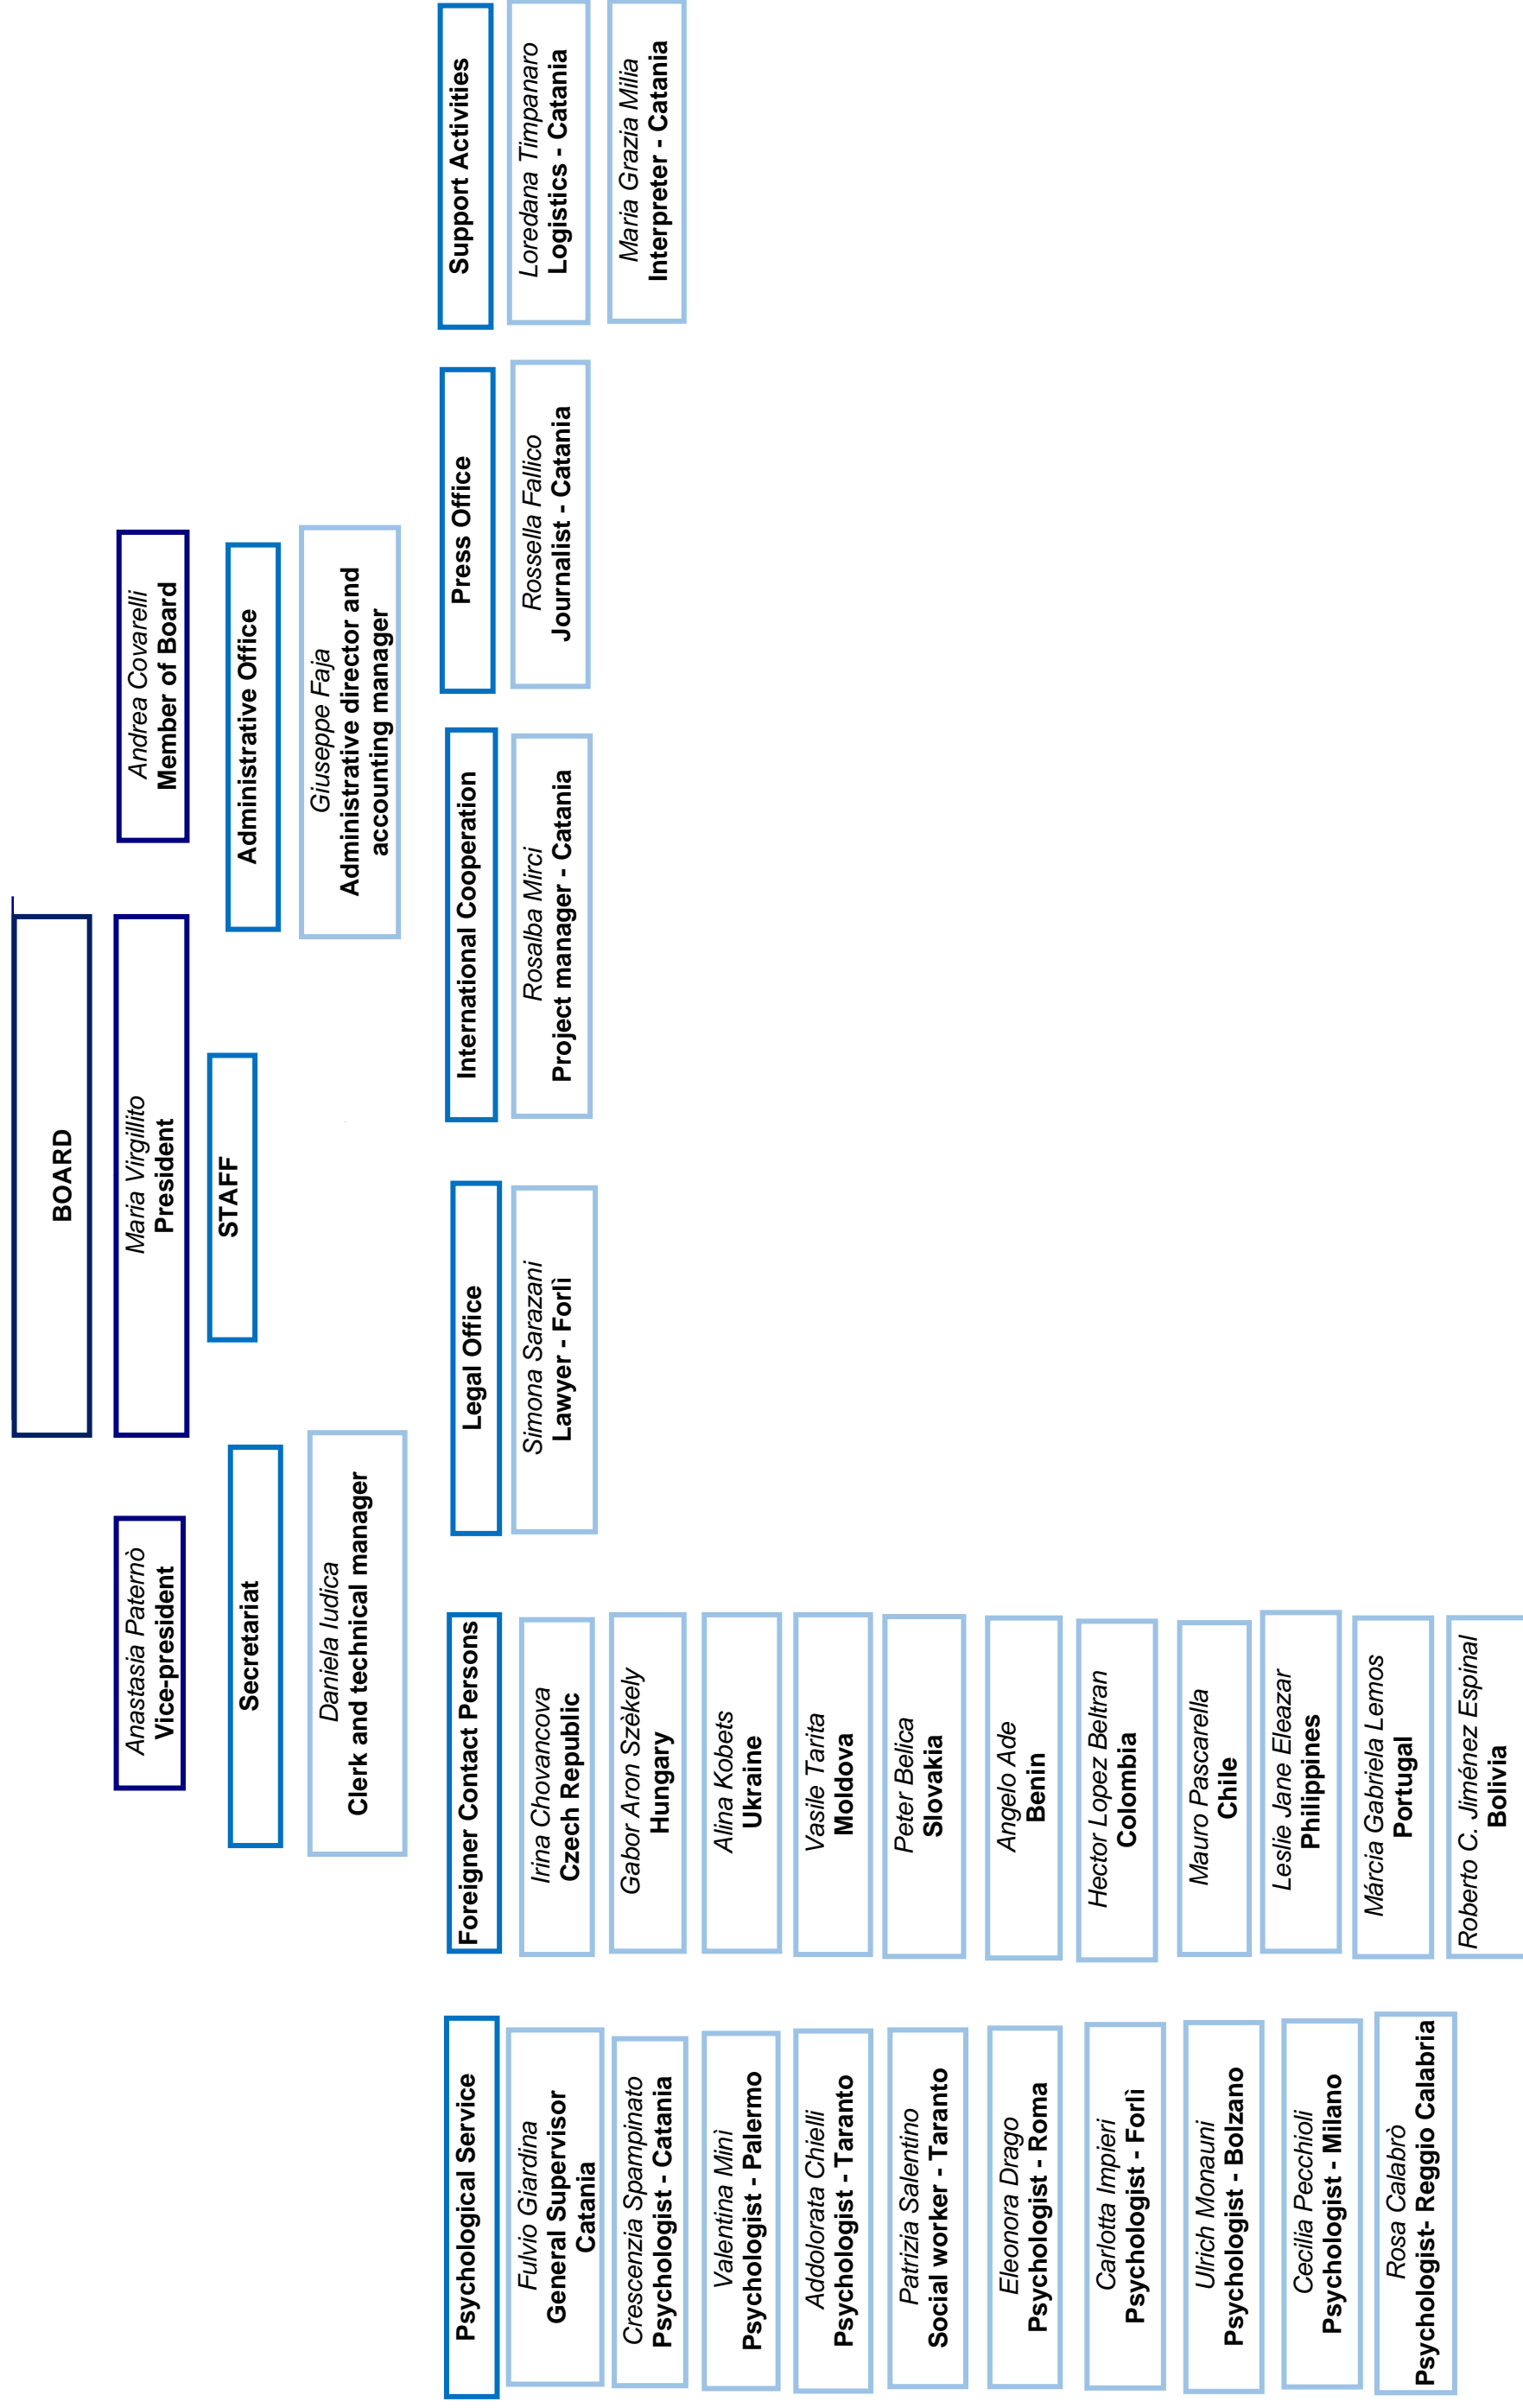 BOARD
Anastasia Paternò
Vice-president
Maria Virgillito
President
Andrea Covarelli
Member of Board
STAFF
Secretariat
Daniela Iudica
Clerk and technical manager
Administrative Office
Giuseppe Faja
Administrative director and
accounting manager
Psychological Service
Fulvio Giardina
General Supervisor
Catania
Crescenzia Spampinato
Psychologist - Catania
Valentina Minì
Psychologist - Palermo
Addolorata Chielli
Psychologist - Taranto
Patrizia Salentino
Social worker - Taranto
Eleonora Drago
Psychologist - Roma
Carlotta Impieri
Psychologist - Forlì
Ulrich Monauni
Psychologist - Bolzano
Cecilia Pecchioli
Psychologist - Milano
Rosa Calabrò
Psychologist- Reggio Calabria
Foreigner Contact Persons
Irina Chovancova
Czech Republic
Gabor Aron Szèkely
Hungary
Alina Kobets
Ukraine
Vasile Tarita
Moldova
Peter Belica
Slovakia
Angelo Ade
Benin
Hector Lopez Beltran
Colombia
Mauro Pascarella
Chile
Leslie Jane Eleazar
Philippines
Márcia Gabriela Lemos
Portugal
Roberto C. Jiménez Espinal
Bolivia
Legal Office
Simona Sarazani
Lawyer - Forlì
International Cooperation
Rosalba Mirci
Project manager - Catania
Press Office
Rossella Fallico
Journalist - Catania
Support Activities
Loredana Timpanaro
Logistics - Catania
Maria Grazia Milia
Interpreter - Catania